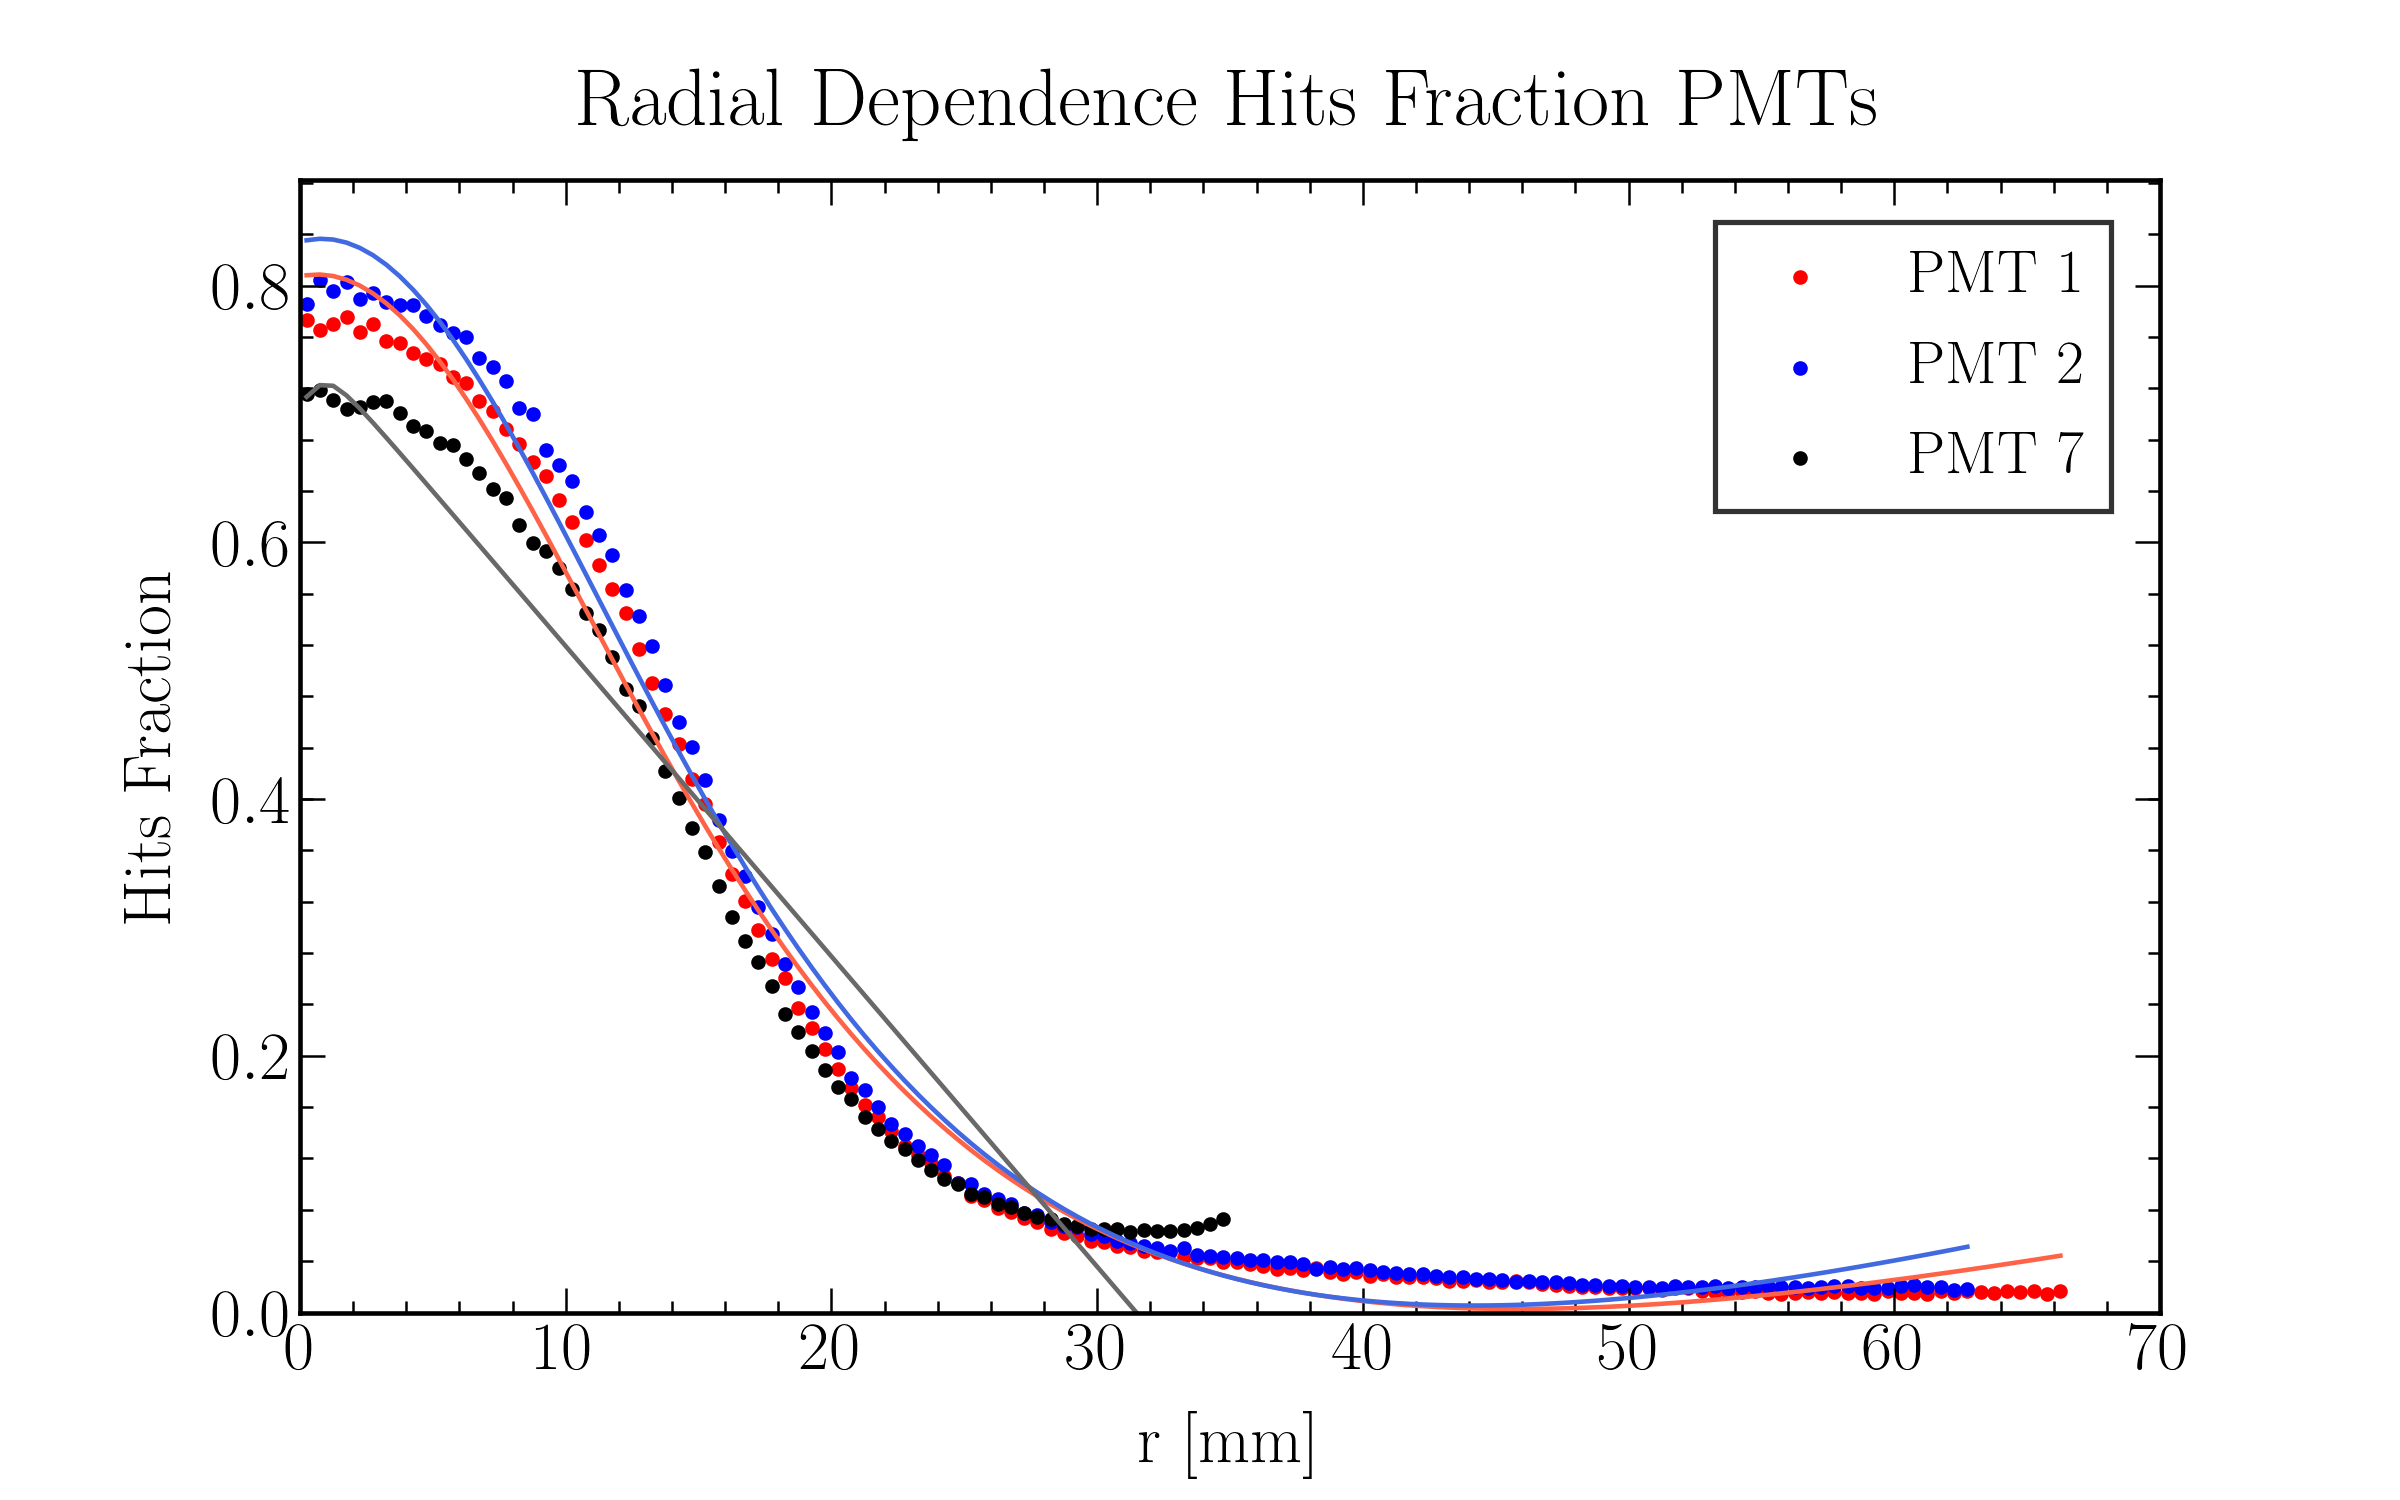 Radial Dependence Hits Fraction PMTs
PMT 1
PMT 2
PMT 7
Hits Fraction
0.8
0.6
0.4
0.2
0.0
0 10 20 30 40 50 60 70
r [mm]